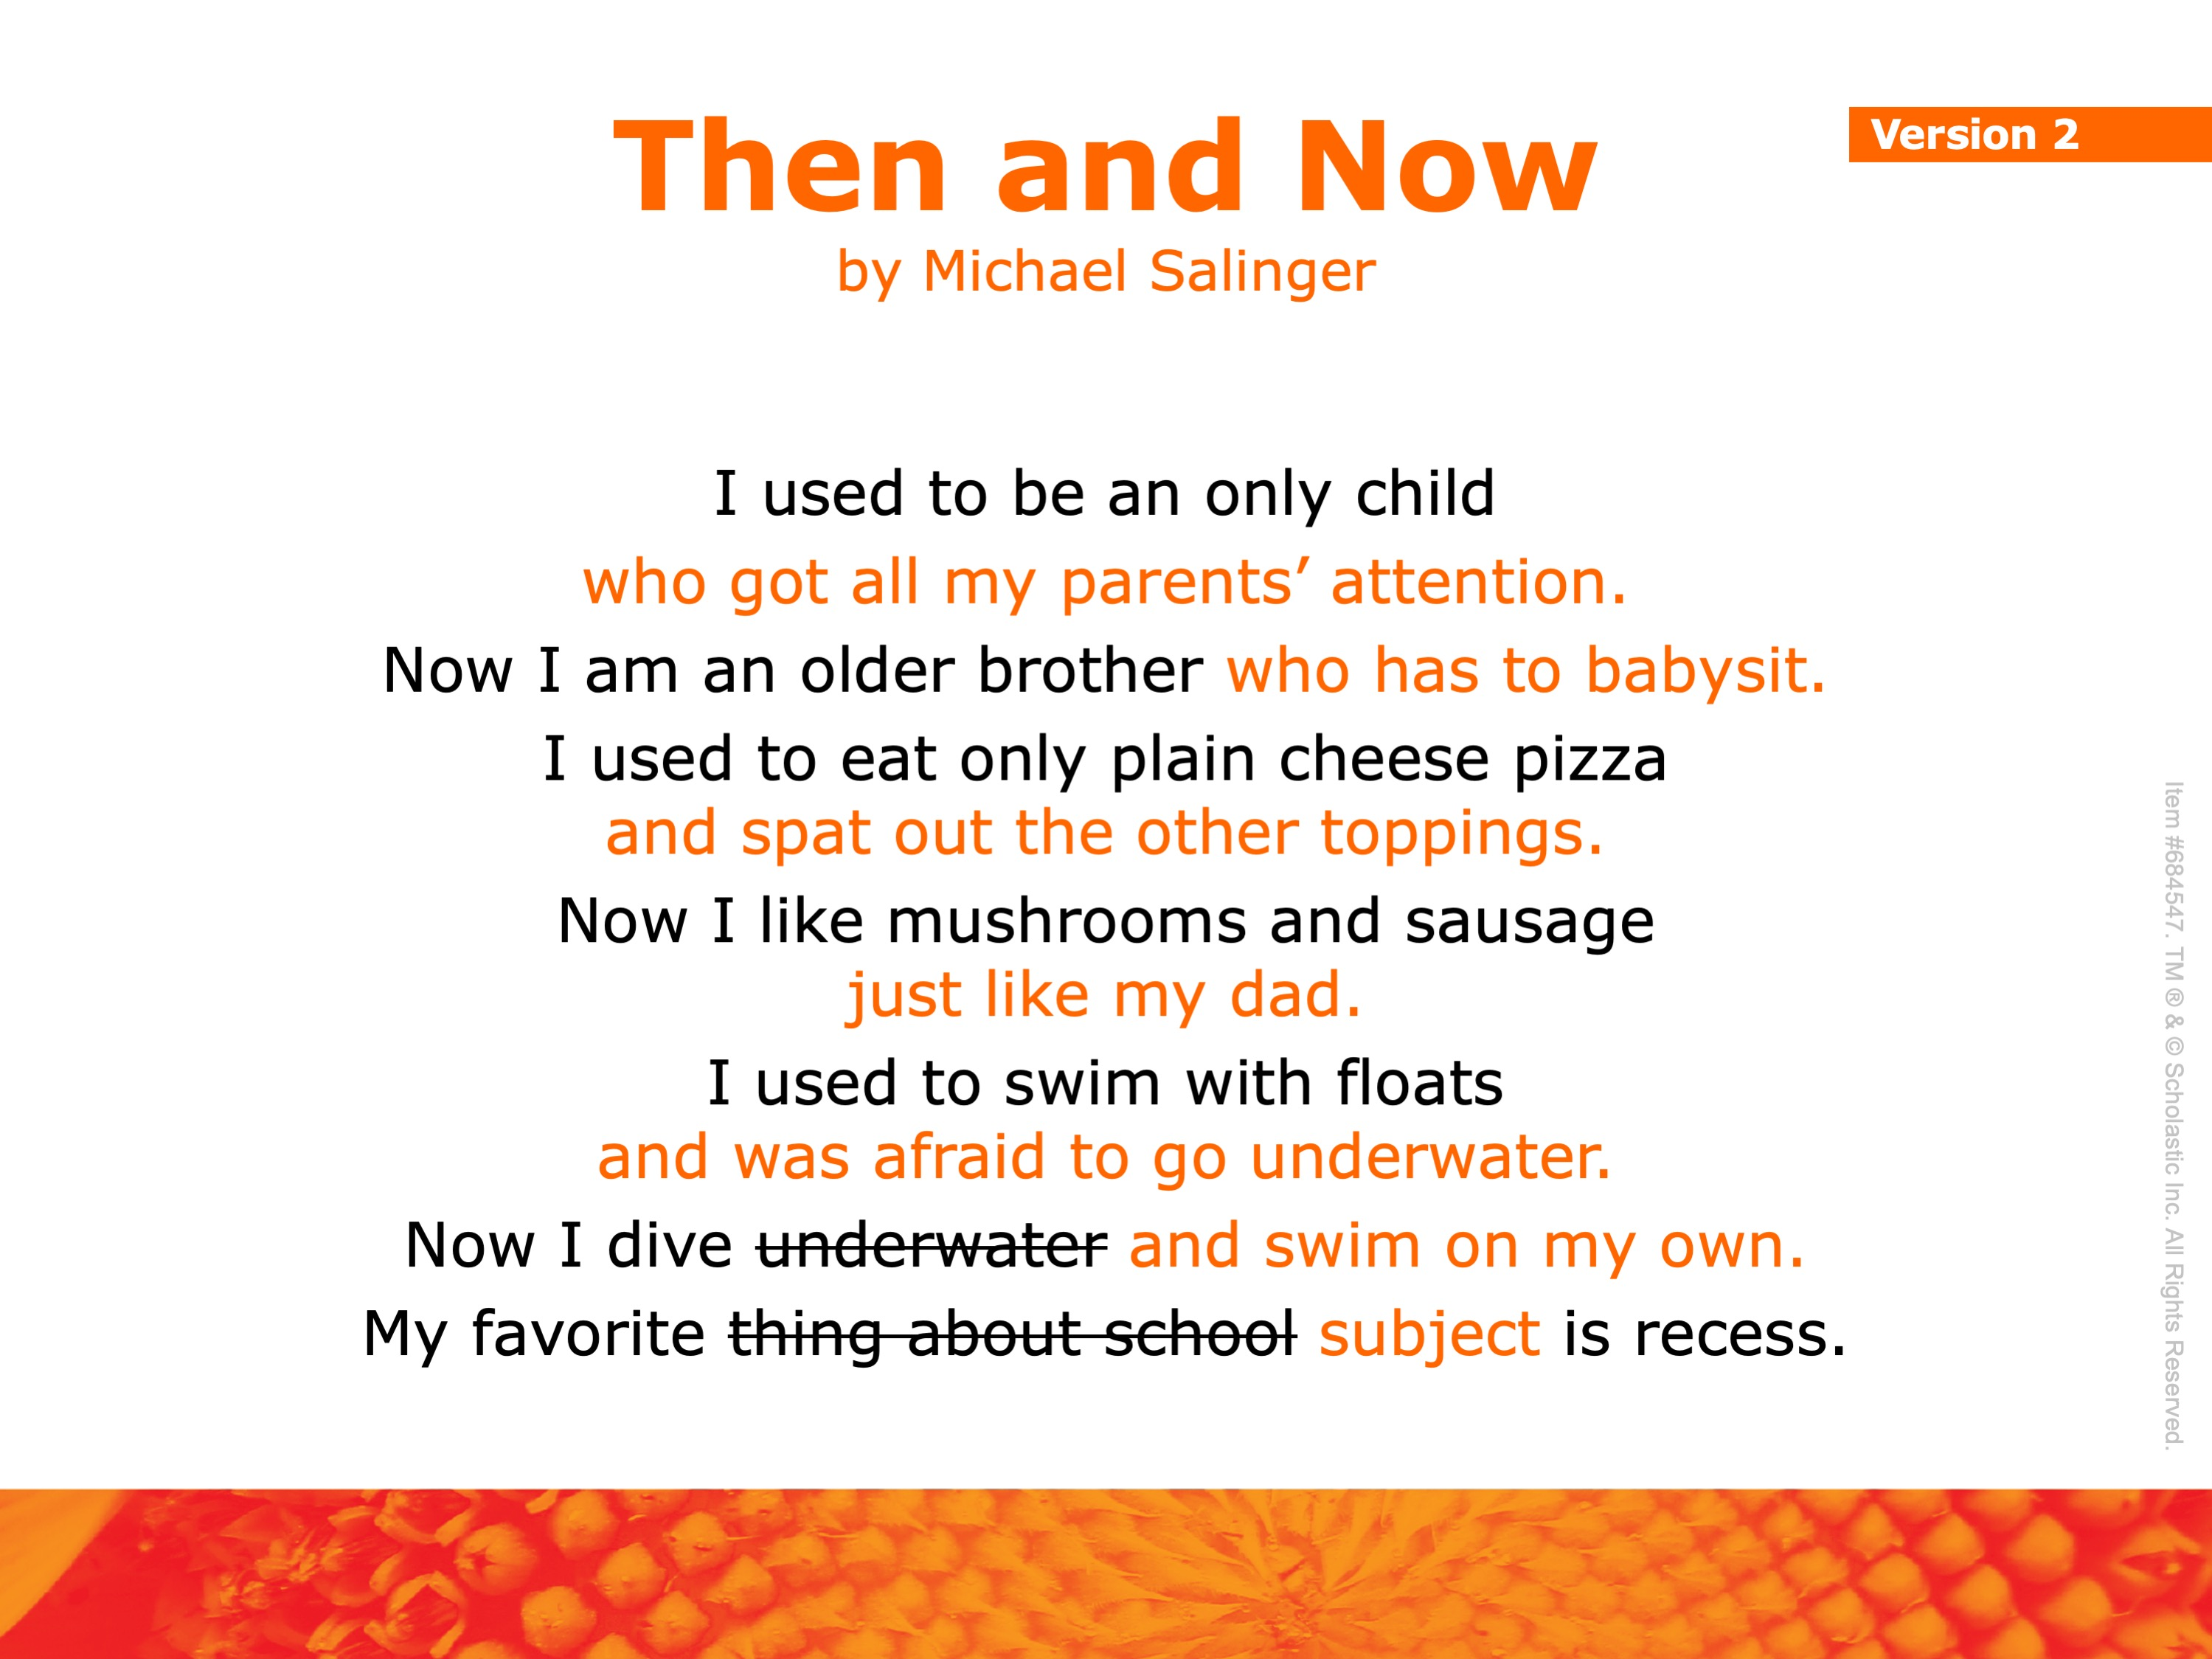 Then and Now
Version 2
by Michael Salinger
I used to be an only child
who got all my parents’ attention.
Now I am an older brother who has to babysit.
I used to eat only plain cheese pizza
and spat out the other toppings.
Now I like mushrooms and sausage
just like my dad.
I used to swim with floats
and was afraid to go underwater.
Now I dive underwater and swim on my own.
My favorite thing about school subject is recess.
Item #684547. TM ® & © Scholastic Inc. All Rights Reserved.